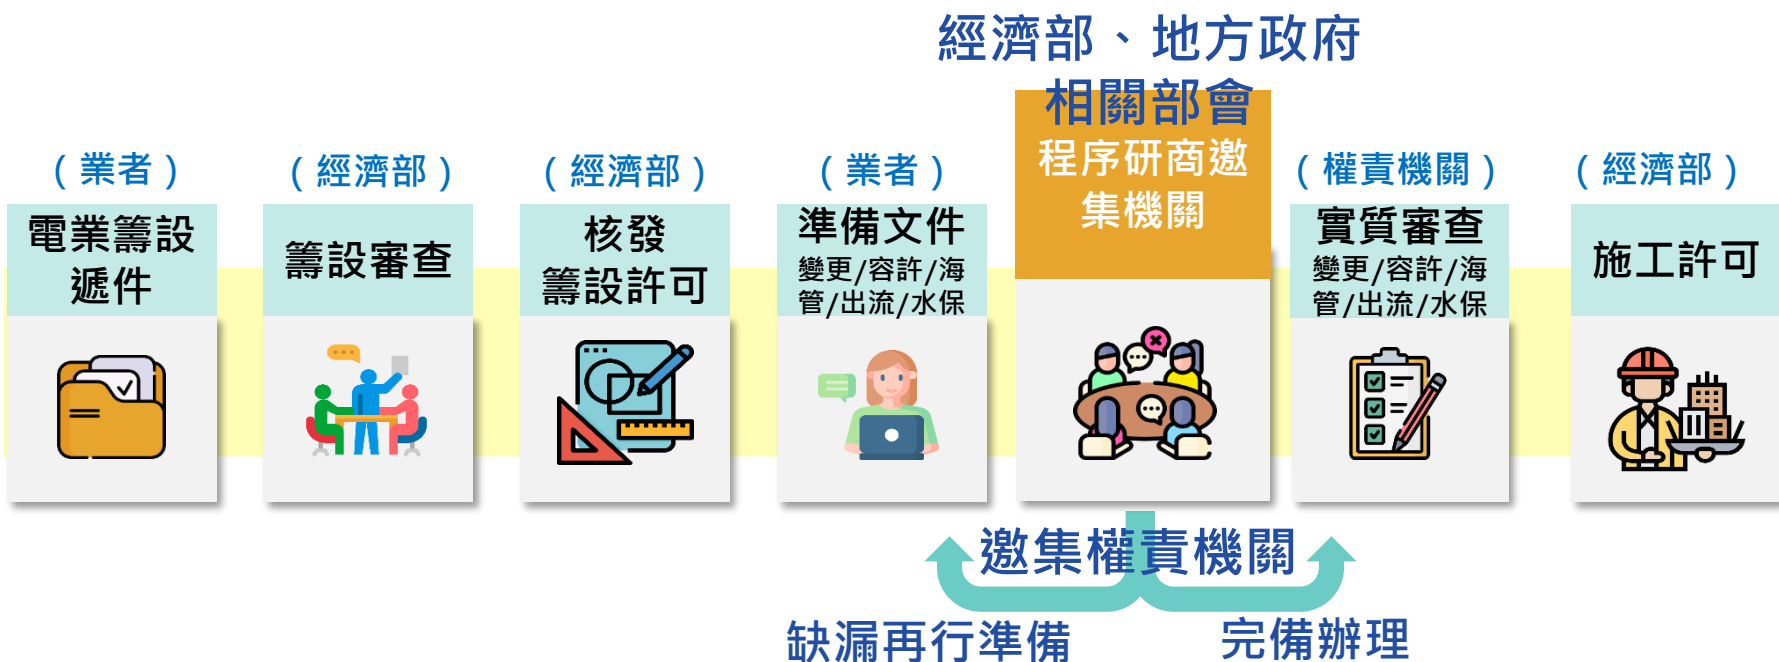 經濟部、地方政府
相關部會
（業者）
電業籌設
遞件
（經濟部）
籌設審查
（經濟部）
核發
籌設許可
（業者）
準備文件
變更/容許/海
管/出流/水保
程序研商邀
集機關
（權責機關）
實質審查
變更/容許/海
管/出流/水保
（經濟部）
施工許可
邀集權責機關
缺漏再行準備
完備辦理